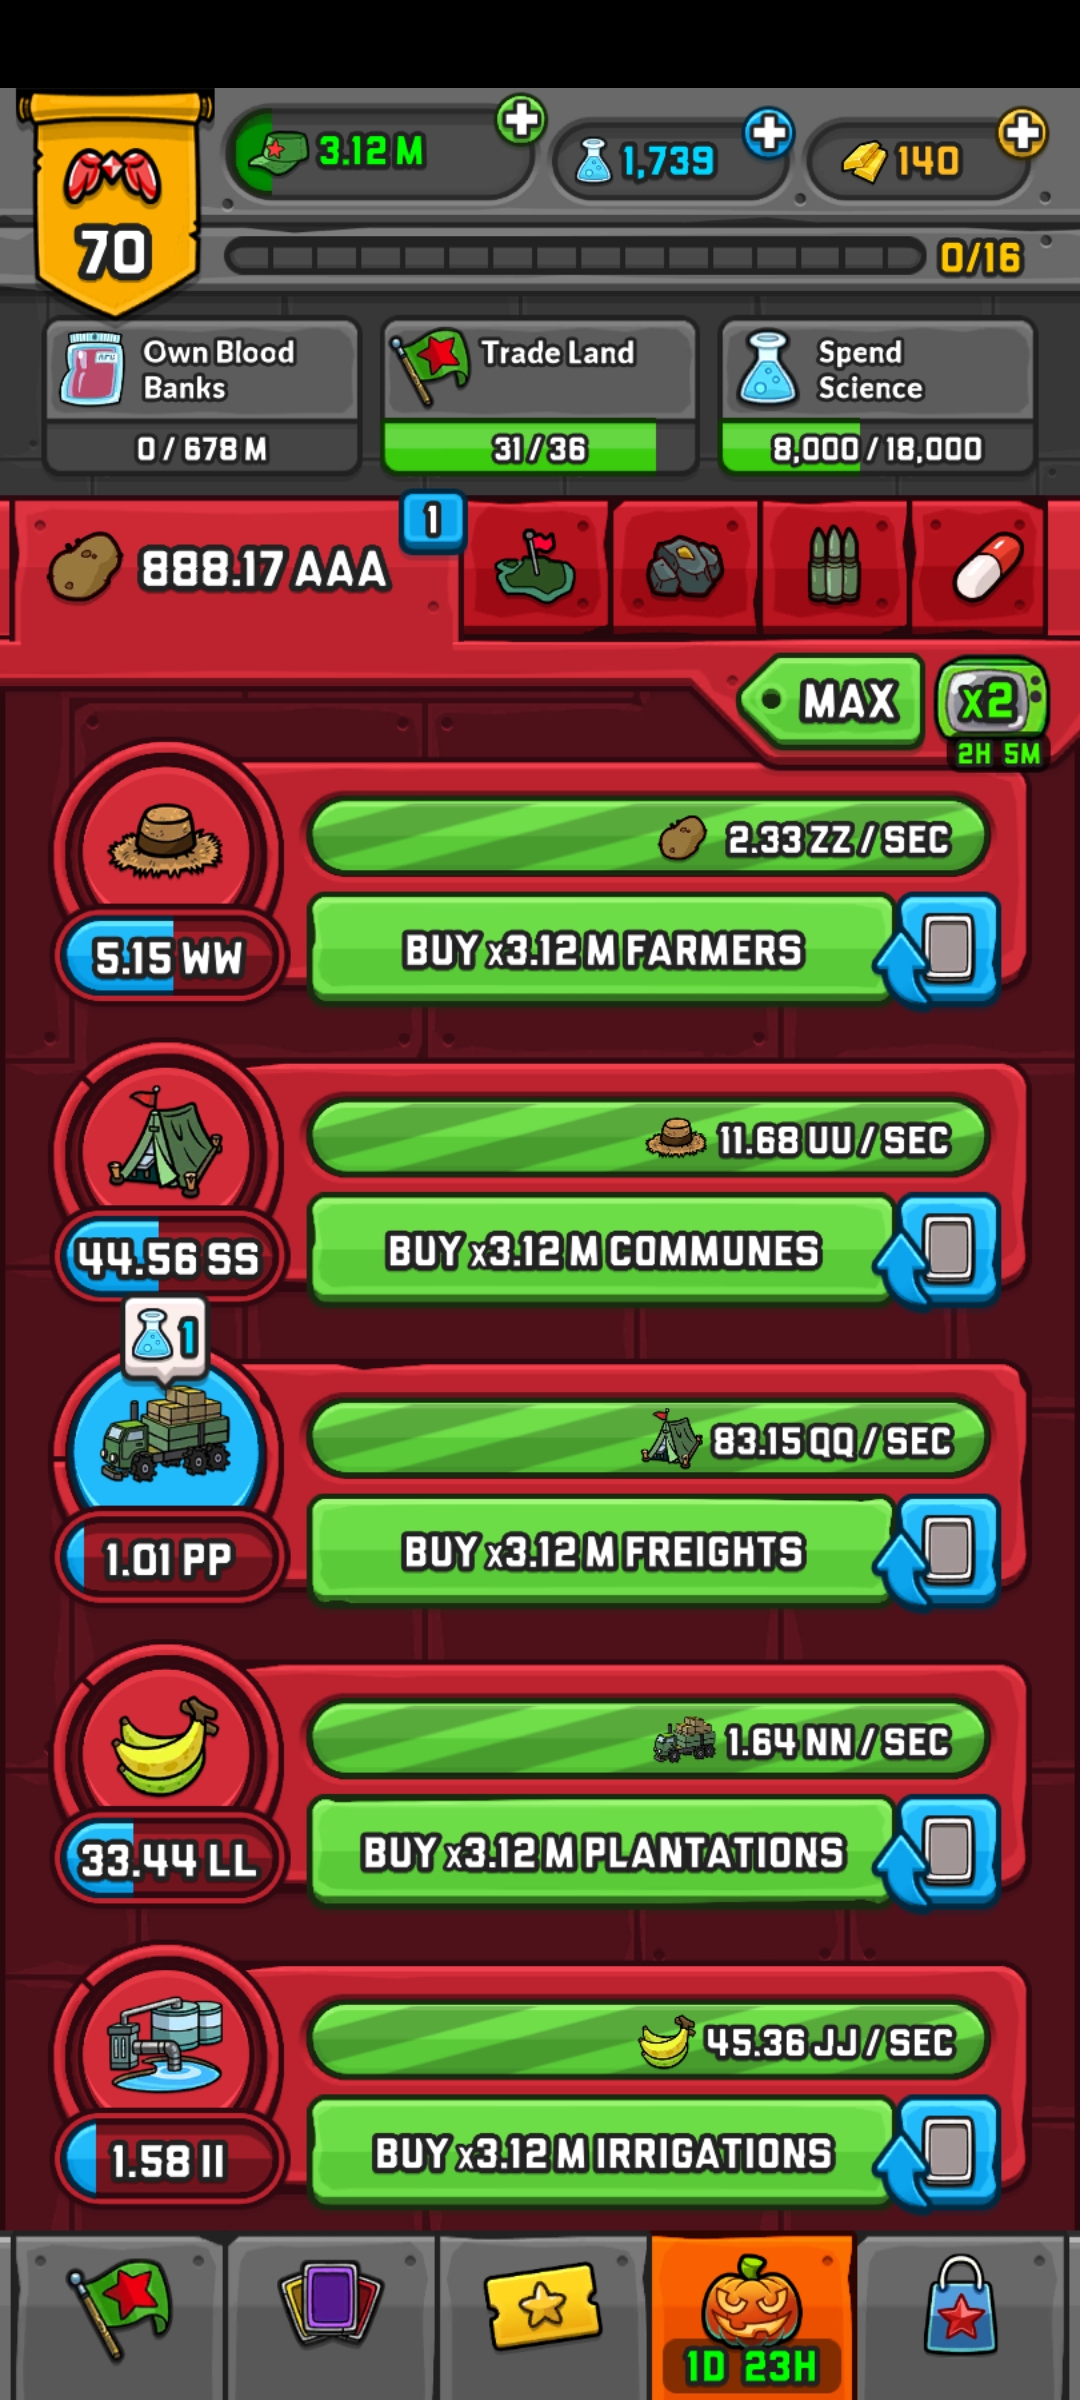 70
3.12 M
1,739
140
0/16
Own Blood
Banks
0 / 678 M
Trade Land
31 / 36
Spend
Science
8,000 / 18,000
888.17 AAA
1
MAX
x2
2H 5M
2.33 ZZ / SEC
5.15 WW
BUY x3.12 M FARMERS
11.68 UU / SEC
44.56 SS
BUY x3.12 M COMMUNES
1
83.15 QQ / SEC
1.01 PP
BUY x3.12 M FREIGHTS
1.64 NN / SEC
33.44 LL
BUY x3.12 M PLANTATIONS
45.36 JJ / SEC
1.58 II
BUY x3.12 M IRRIGATIONS
1D 23H